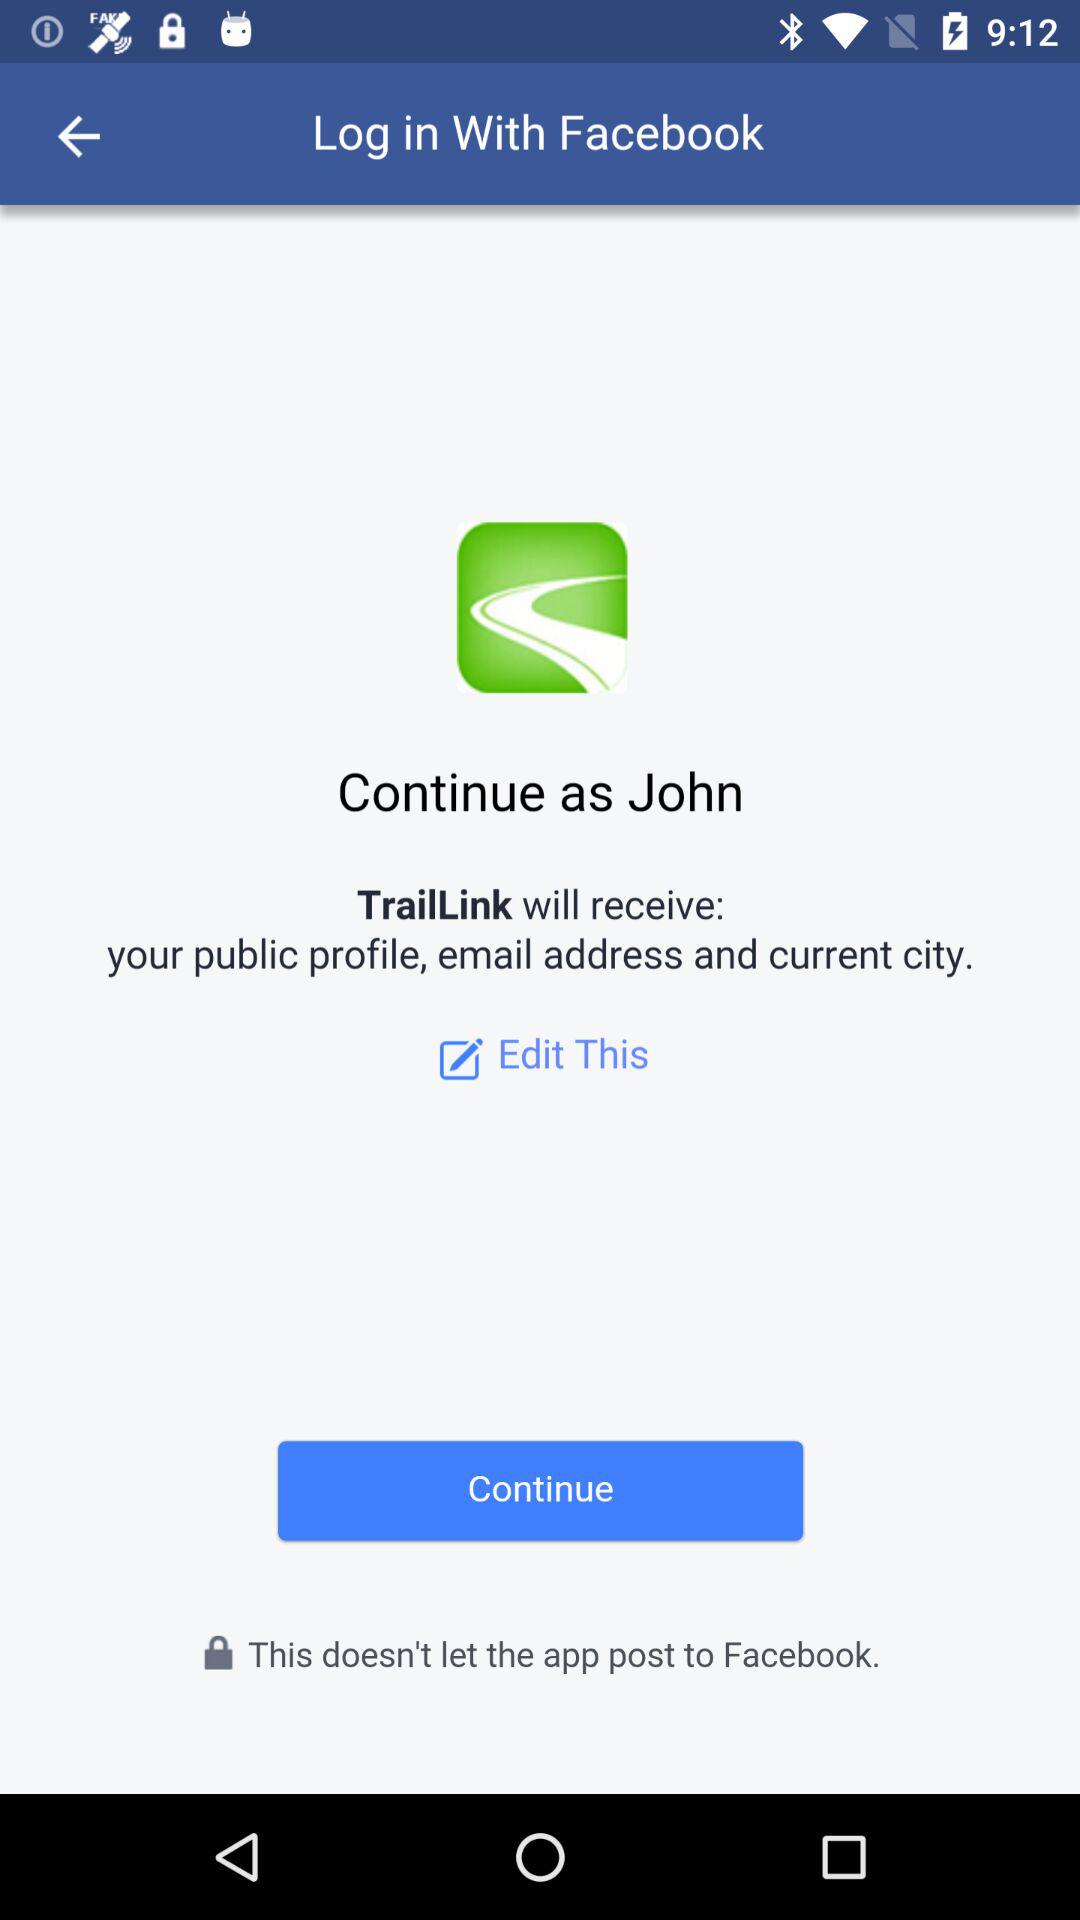 FAKE
9:12
Log in With Facebook
Continue as John
TrailLink will receive:
your public profile, email address and current city.
Edit This
Continue
This doesn't let the app post to Facebook.